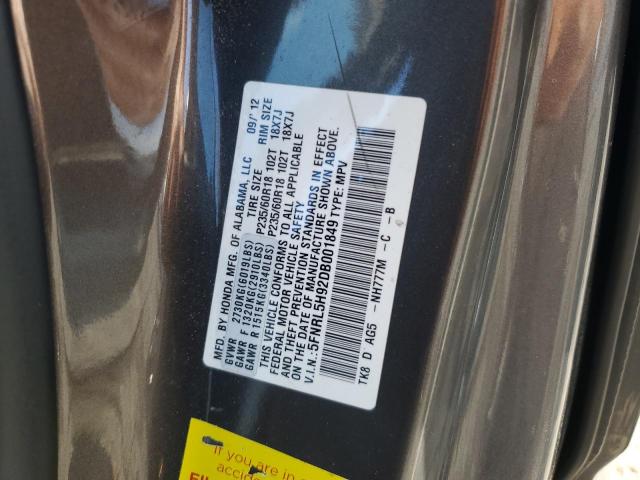 MFD. BY HONDA MFG. OF ALABAMA, LLC 09/ 12
GVWR 2730KG(6019LBS) TIRE SIZE RIM SIZE
GAWR F 1320KG(2910LBS) P235/60R18 102T 18X7J
GAWR R 1515KG(3340LBS) P235/60R18 102T 18X7J
THIS VEHICLE CONFORMS TO ALL APPLICABLE
FEDERAL MOTOR VEHICLE SAFETY
AND THEFT PREVENTION STANDARDS IN EFFECT
ON THE DATE OF MANUFACTURE SHOWN ABOVE.
V.I.N.:5FNRL5H92DB001849 TYPE: MPV
TK8 D AG5 -NH777M -C -B
if you are in
accide